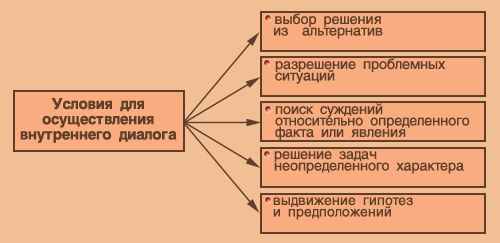 Условия для
осуществления
внутреннего диалога
выбор решения
из альтернатив
разрешение проблемных
ситуаций
поиск суждений
относительно определенного
факта или явления
решение задач
неопределенного характера
выдвижение гипотез
и предположений